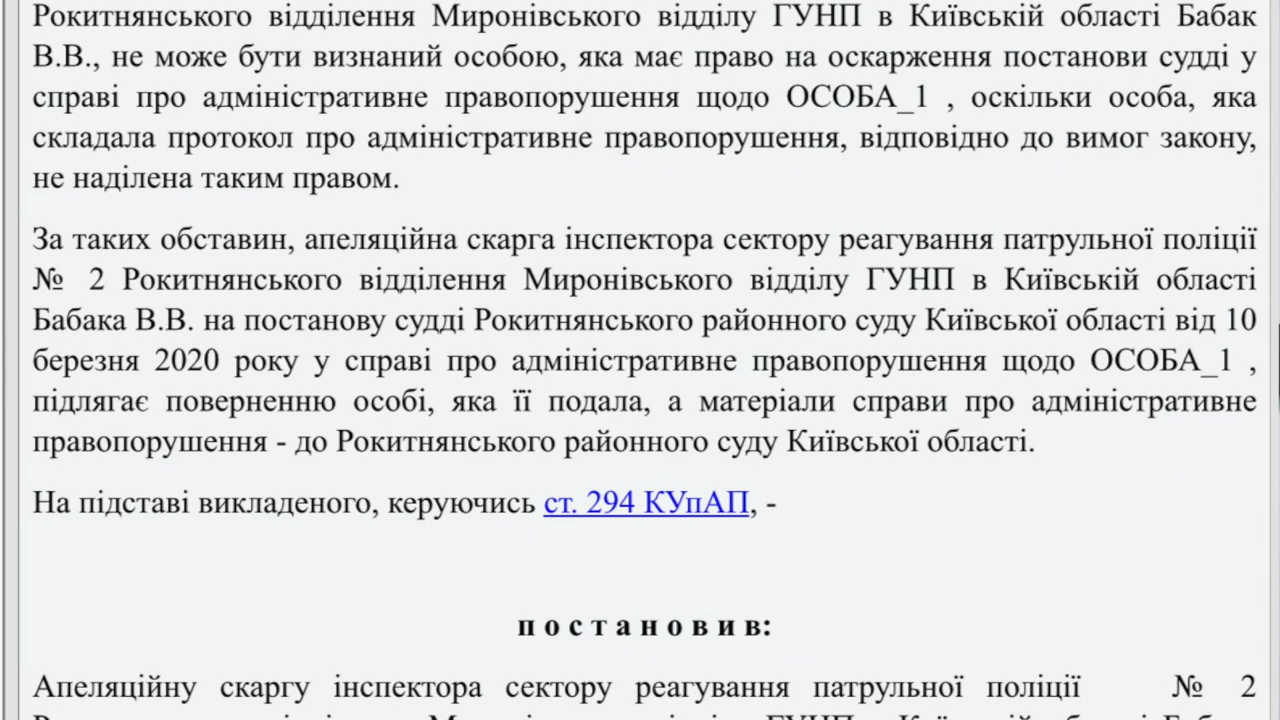 Рокитнянського відділення Миронівського відділу ГУНП в Київській області Бабак
В.В., не може бути визнаний особою, яка має право на оскарження постанови судді у
справі про адміністративне правопорушення щодо ОСОБА_1 , оскільки особа, яка
складала протокол про адміністративне правопорушення, відповідно до вимог закону,
не наділена таким правом.
За таких обставин, апеляційна скарга інспектора сектору реагування патрульної поліції
№ 2 Рокитнянського відділення Миронівського відділу ГУНП в Київській області
Бабака В.В. на постанову судді Рокитнянського районного суду Київської області від 10
березня 2020 року у справі про адміністративне правопорушення щодо ОСОБА_1 ,
підлягає поверненню особі, яка її подала, а матеріали справи про адміністративне
правопорушення - до Рокитнянського районного суду Київської області.
На підставі викладеного, керуючись ст. 294 КУпАП, -
п о с т а н о в и в:
Апеляційну скаргу інспектора сектору реагування патрульної поліції № 2